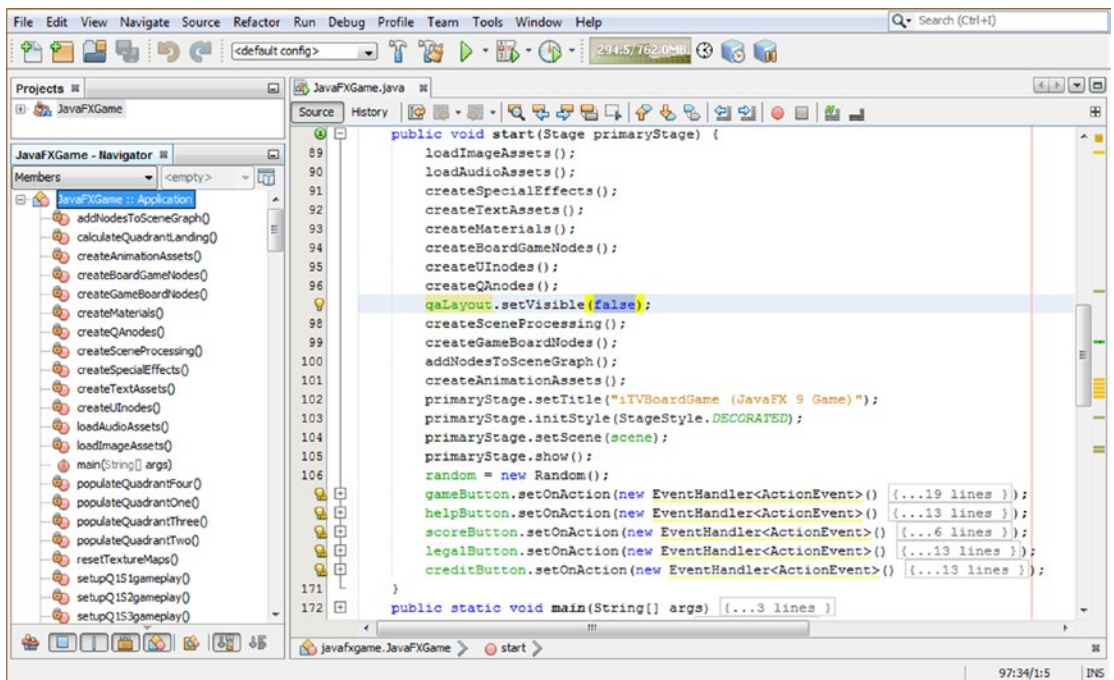 File Edit View Navigate Source Refactor Run Debug Profile Team Tools Window Help
Search (Ctrl+I)
<default config>
294.5/762.0MB
Projects
JavaFXGame
JavaFXGame - Navigator
Members
<empty>
JavaFXGame :: Application
addNodesToSceneGraph()
calculateQuadrantLanding()
createAnimationAssets()
createBoardGameNodes()
createGameBoardNodes()
createMaterials()
createQAnodes()
createSceneProcessing()
createSpecialEffects()
createTextAssets()
createUInodes()
loadAudioAssets()
loadImageAssets()
main(String[] args)
populateQuadrantFour()
populateQuadrantOne()
populateQuadrantThree()
populateQuadrantTwo()
resetTextureMaps()
setupQ1S1gameplay()
setupQ1S2gameplay()
setupQ1S3gameplay()
JavaFXGame.java
Source History
public void start(Stage primaryStage) {
89 loadImageAssets();
90 loadAudioAssets();
91 createSpecialEffects();
92 createTextAssets();
93 createMaterials();
94 createBoardGameNodes();
95 createUInodes();
96 createQAnodes();
qaLayout.setVisible(false);
98 createSceneProcessing();
99 createGameBoardNodes();
100 addNodesToSceneGraph();
101 createAnimationAssets();
102 primaryStage.setTitle("iTVBoardGame (JavaFX 9 Game)");
103 primaryStage.initStyle(StageStyle.DECORATED);
104 primaryStage.setScene(scene);
105 primaryStage.show();
106 random = new Random();
gameButton.setOnAction(new EventHandler<ActionEvent>() {...19 lines });
helpButton.setOnAction(new EventHandler<ActionEvent>() {...13 lines });
scoreButton.setOnAction(new EventHandler<ActionEvent>() {...6 lines });
legalButton.setOnAction(new EventHandler<ActionEvent>() {...13 lines });
creditButton.setOnAction(new EventHandler<ActionEvent>() {...13 lines });
171 }
172 public static void main(String[] args) {...3 lines }
javafxgame.JavaFXGame
start
97:34/1:5 INS